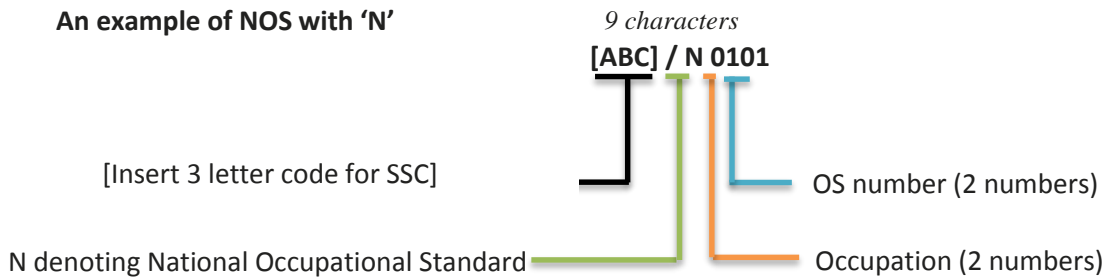 An example of NOS with ‘N’
9 characters
[ABC] / N 0101
[Insert 3 letter code for SSC]
OS number (2 numbers)
N denoting National Occupational Standard
Occupation (2 numbers)